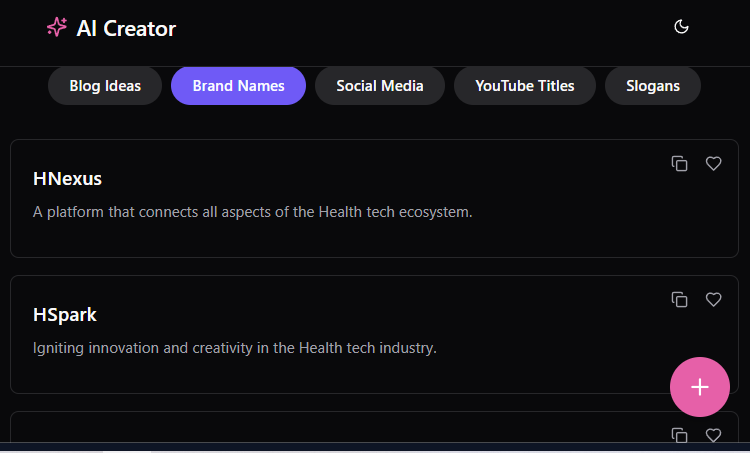 AI Creator
Blog Ideas
Brand Names
Social Media
YouTube Titles
Slogans
HNexus
A platform that connects all aspects of the Health tech ecosystem.
HSpark
Igniting innovation and creativity in the Health tech industry.